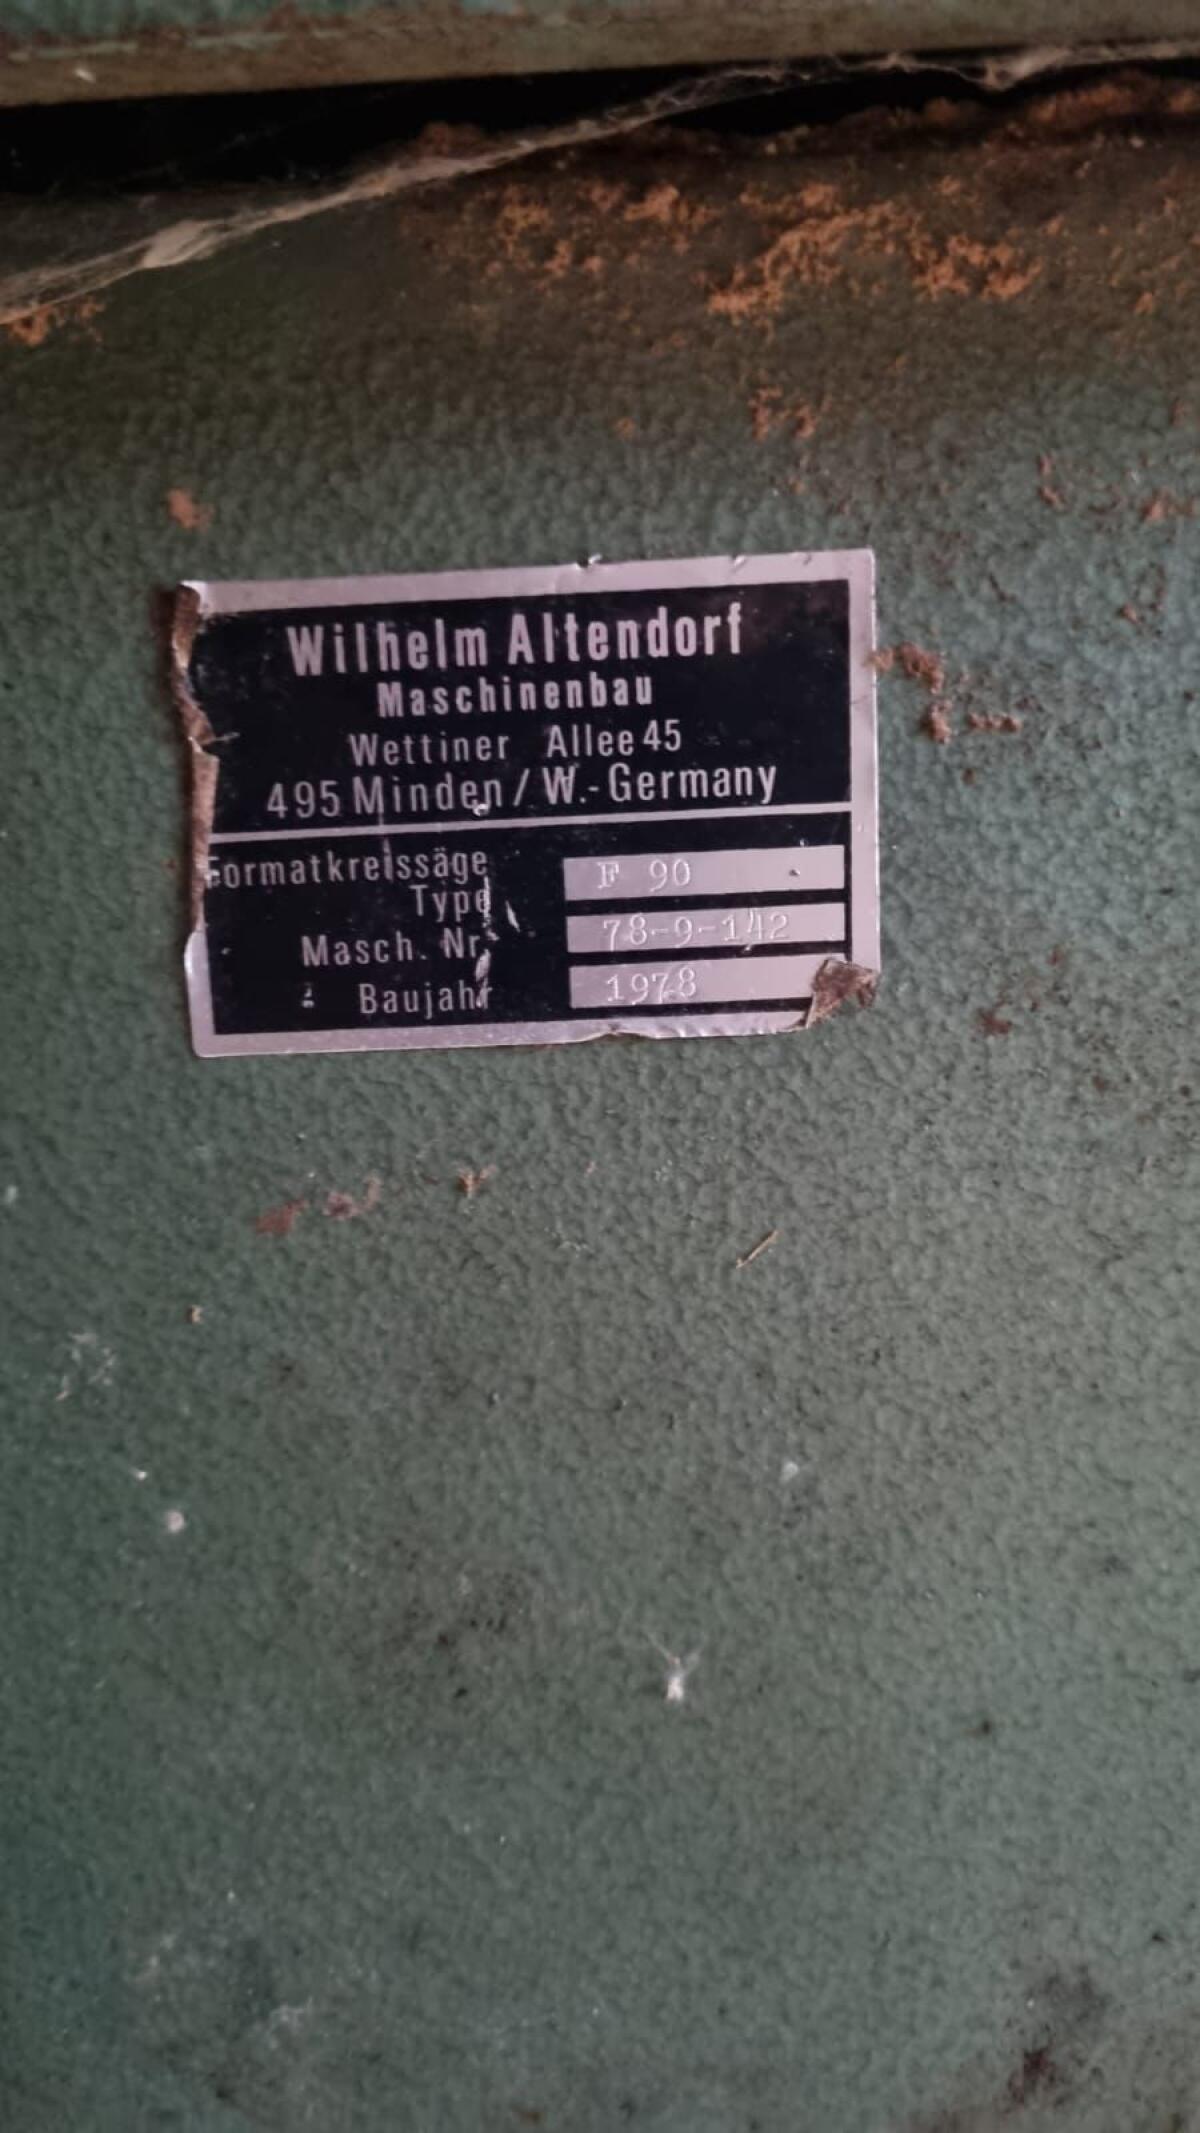 Wilhelm Altendorf
Maschinenbau
Wettiner Allee 45
495 Minden / W.-Germany
Formatkreissäge
Type F 90
Masch. Nr. 78-9-142
Baujahr 1978